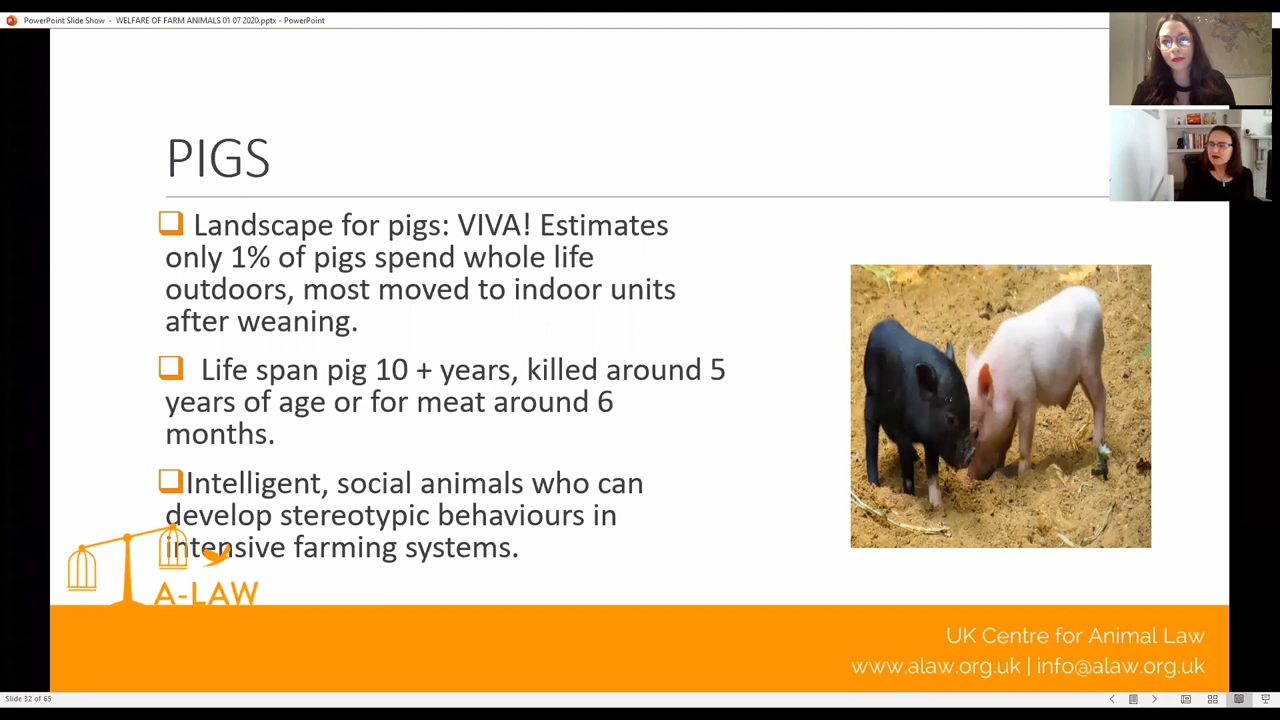 PowerPoint Slide Show - WELFARE OF FARM ANIMALS 01 07 2020.pptx - PowerPoint
PIGS
Landscape for pigs: VIVA! Estimates
only 1% of pigs spend whole life
outdoors, most moved to indoor units
after weaning.
Life span pig 10 + years, killed around 5
years of age or for meat around 6
months.
Intelligent, social animals who can
develop stereotypic behaviours in
intensive farming systems.
A-LAW
UK Centre for Animal Law
www.alaw.org.uk | info@alaw.org.uk
Slide 32 of 65